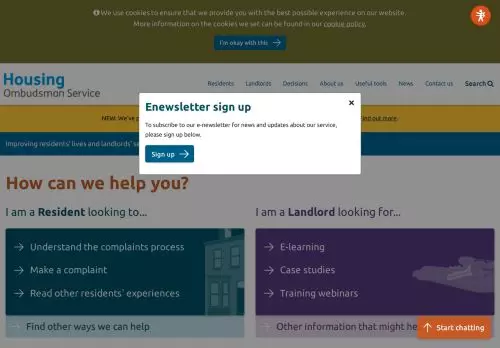 We use cookies to ensure that we provide you with the best possible experience on our website.
More information on the cookies we set can be found in our cookie policy.
I'm okay with this
Housing
Ombudsman Service
Residents Landlords Decisions About us Useful tools News Contact us Search
NEW: We've p
ind out more.
Improving residents' lives and landlords' se
Enewsletter sign up
×
To subscribe to our e-newsletter for news and updates about our service,
please sign up below.
Sign up
How can we help you?
I am a Resident looking to...
Understand the complaints process
Make a complaint
Read other residents' experiences
Find other ways we can help
I am a Landlord looking for...
E-learning
Case studies
Training webinars
Other information that might he
Start chatting